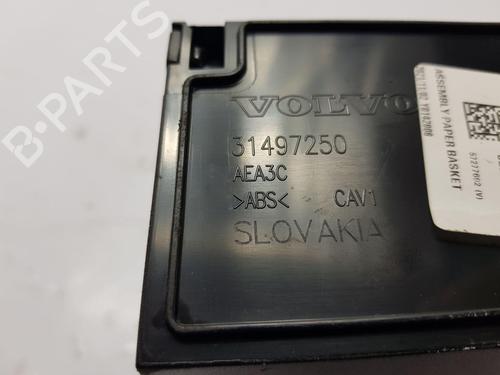 VOLVO
31497250
AEA3C
>ABS< CAV1
SLOVAKIA
ASSEMBLY PAPER BASKET
B-PARTS